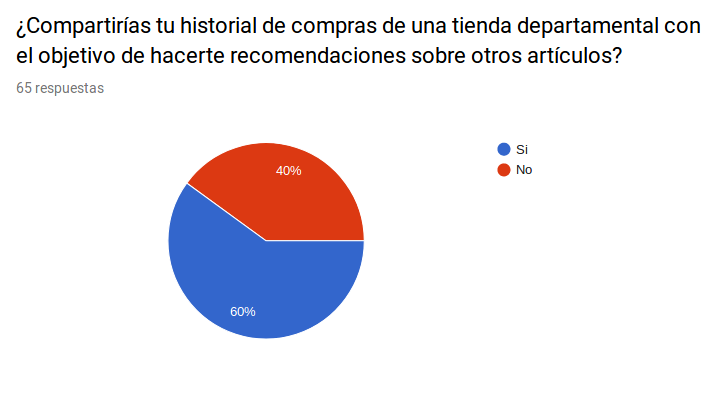 ¿Compartirías tu historial de compras de una tienda departamental con
el objetivo de hacerte recomendaciones sobre otros artículos?
65 respuestas
Si
No
40%
60%